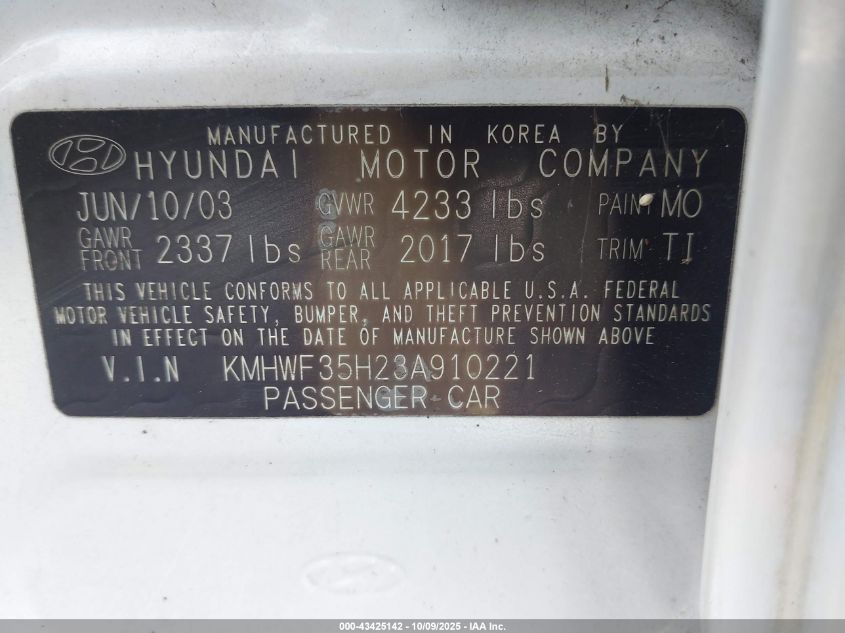 MANUFACTURED IN KOREA BY
HYUNDAI MOTOR COMPANY
JUN/10/03 GVWR 4233 lbs PAINT MO
GAWR FRONT 2337 lbs GAWR REAR 2017 lbs TRIM TI
THIS VEHICLE CONFORMS TO ALL APPLICABLE U.S.A. FEDERAL
MOTOR VEHICLE SAFETY, BUMPER, AND THEFT PREVENTION STANDARDS
IN EFFECT ON THE DATE OF MANUFACTURE SHOWN ABOVE
V.I.N KMHWF35H23A910221
PASSENGER CAR
000-43425142 - 10/09/2025 - IAA Inc.